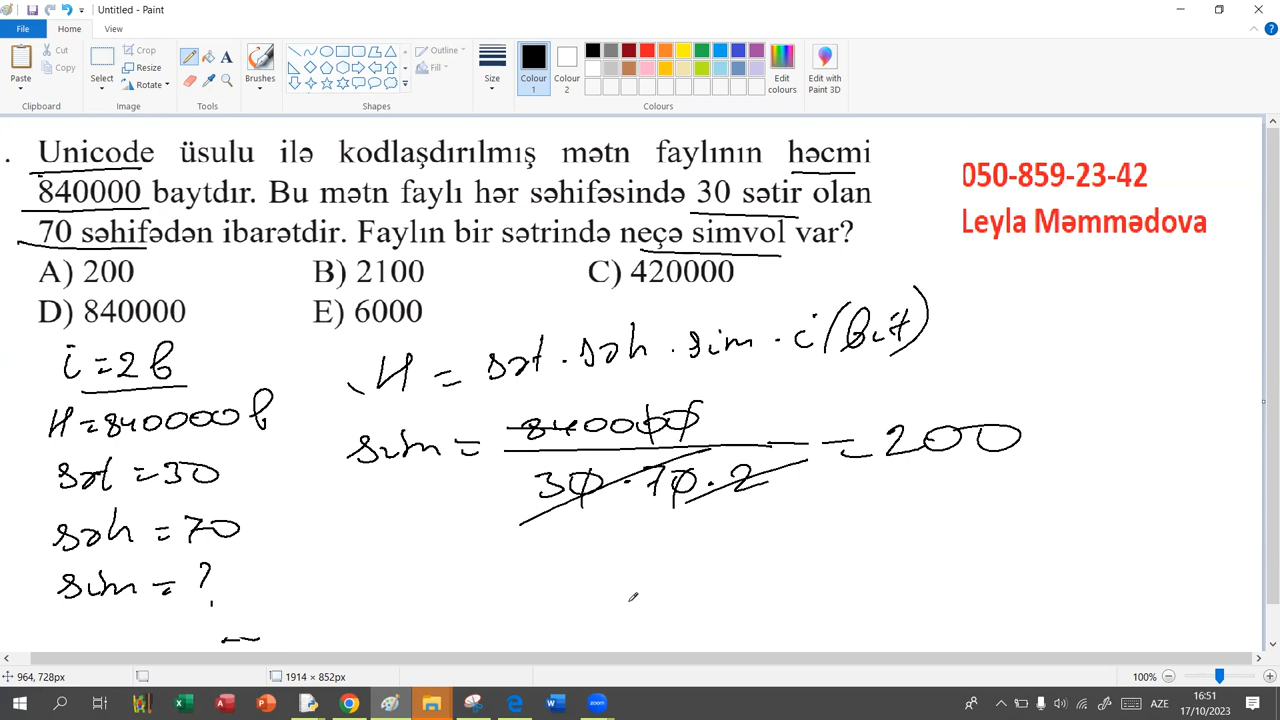 Untitled - Paint
File Home View
Paste
Cut
Copy
Clipboard
Select
Crop
Resize
Rotate
Image
Tools
Brushes
Shapes
Outline
Fill
Size
Colour 1
Colour 2
Edit colours
Colours
Edit with Paint 3D
. Unicode üsulu ilə kodlaşdırılmış mətn faylının həcmi
840000 baytdır. Bu mətn faylı hər səhifəsində 30 sətir olan
70 səhifədən ibarətdir. Faylın bir sətrində neçə simvol var?
A) 200 B) 2100 C) 420000
D) 840000 E) 6000
050-859-23-42
Leyla Məmmədova
i = 2 b
H = 840000 b
sət = 30
səh = 70
sim = ?
H = sət · səh · sim · i (bit)
sim = 840000 / 30 · 70 · 2 = 200
964, 728px
1914 × 852px
100%
AZE
16:51
17/10/2023